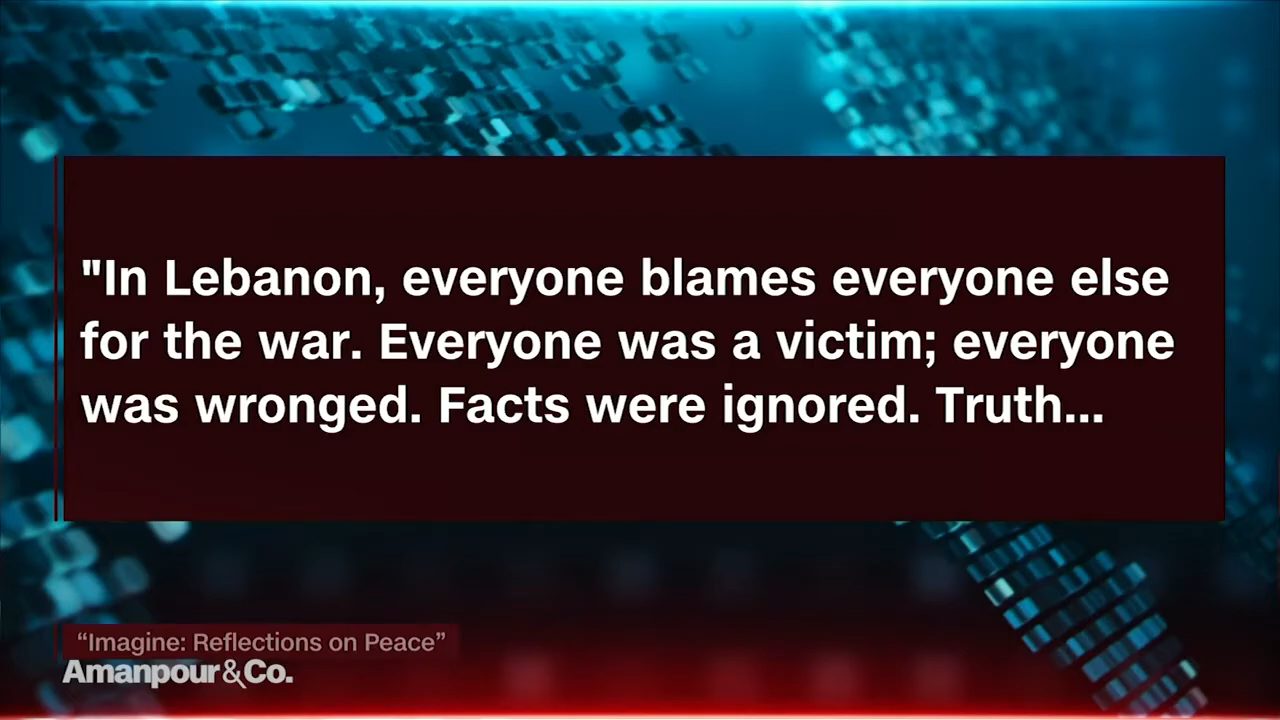 "In Lebanon, everyone blames everyone else
for the war. Everyone was a victim; everyone
was wronged. Facts were ignored. Truth...
“Imagine: Reflections on Peace”
Amanpour&Co.